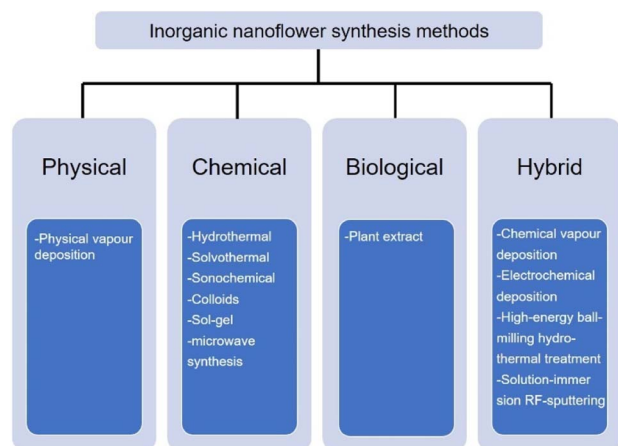 Inorganic nanoflower synthesis methods
Physical
-Physical vapour
deposition
Chemical
-Hydrothermal
-Solvothermal
-Sonochemical
-Colloids
-Sol-gel
-microwave
synthesis
Biological
-Plant extract
Hybrid
-Chemical vapour
deposition
-Electrochemical
deposition
-High-energy ball-
milling hydro-
thermal treatment
-Solution-immer
sion RF-sputtering